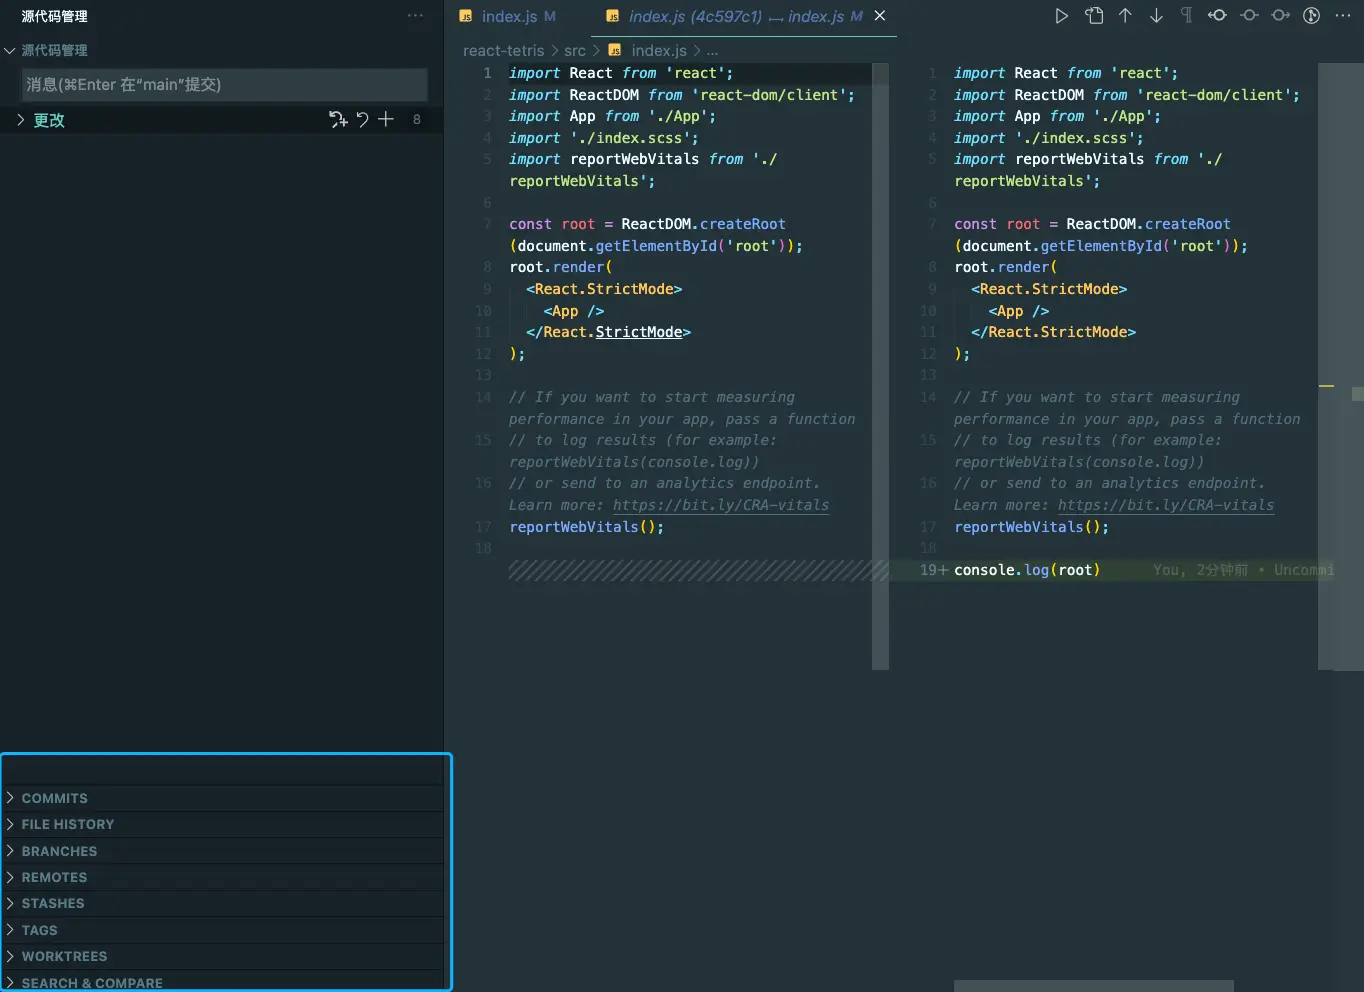 源代码管理
源代码管理
消息(⌘Enter 在“main”提交)
更改
8
COMMITS
FILE HISTORY
BRANCHES
REMOTES
STASHES
TAGS
WORKTREES
SEARCH & COMPARE
index.js M
index.js (4c597c1) ↔ index.js M
react-tetris > src > index.js > ...
1 import React from 'react';
2 import ReactDOM from 'react-dom/client';
3 import App from './App';
4 import './index.scss';
5 import reportWebVitals from './
reportWebVitals';
6
7 const root = ReactDOM.createRoot
(document.getElementById('root'));
8 root.render(
9 <React.StrictMode>
10 <App />
11 </React.StrictMode>
12 );
13
14 // If you want to start measuring
performance in your app, pass a function
15 // to log results (for example:
reportWebVitals(console.log))
16 // or send to an analytics endpoint.
Learn more: https://bit.ly/CRA-vitals
17 reportWebVitals();
18
1 import React from 'react';
2 import ReactDOM from 'react-dom/client';
3 import App from './App';
4 import './index.scss';
5 import reportWebVitals from './
reportWebVitals';
6
7 const root = ReactDOM.createRoot
(document.getElementById('root'));
8 root.render(
9 <React.StrictMode>
10 <App />
11 </React.StrictMode>
12 );
13
14 // If you want to start measuring
performance in your app, pass a function
15 // to log results (for example:
reportWebVitals(console.log))
16 // or send to an analytics endpoint.
Learn more: https://bit.ly/CRA-vitals
17 reportWebVitals();
18
19+ console.log(root) You, 2分钟前 • Uncommi